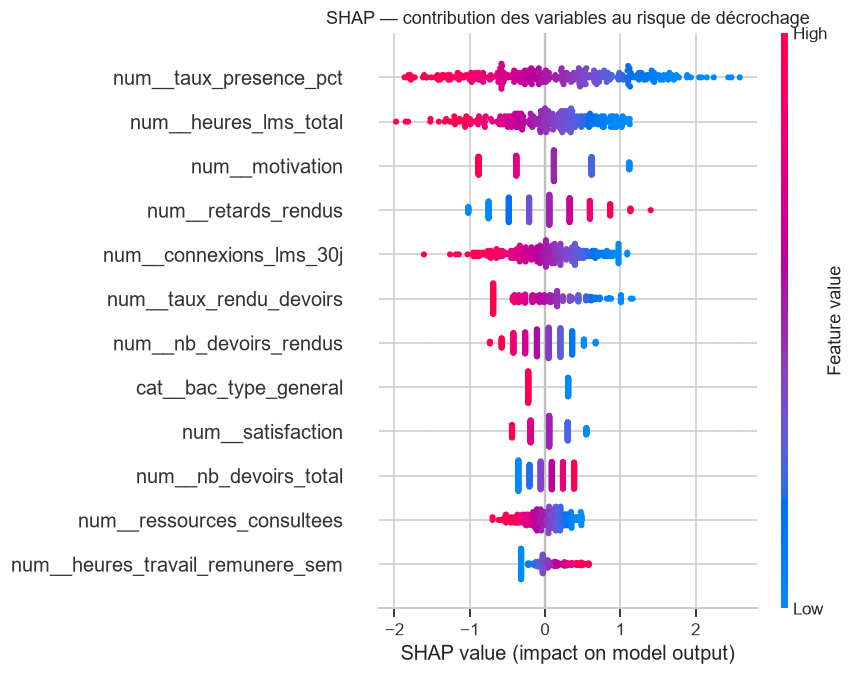 SHAP — contribution des variables au risque de décrochage
High
num__taux_presence_pct
num__heures_lms_total
num__motivation
num__retards_rendus
num__connexions_lms_30j
num__taux_rendu_devoirs
num__nb_devoirs_rendus
cat__bac_type_general
num__satisfaction
num__nb_devoirs_total
num__ressources_consultees
num__heures_travail_remunere_sem
Feature value
Low
−2 −1 0 1 2
SHAP value (impact on model output)